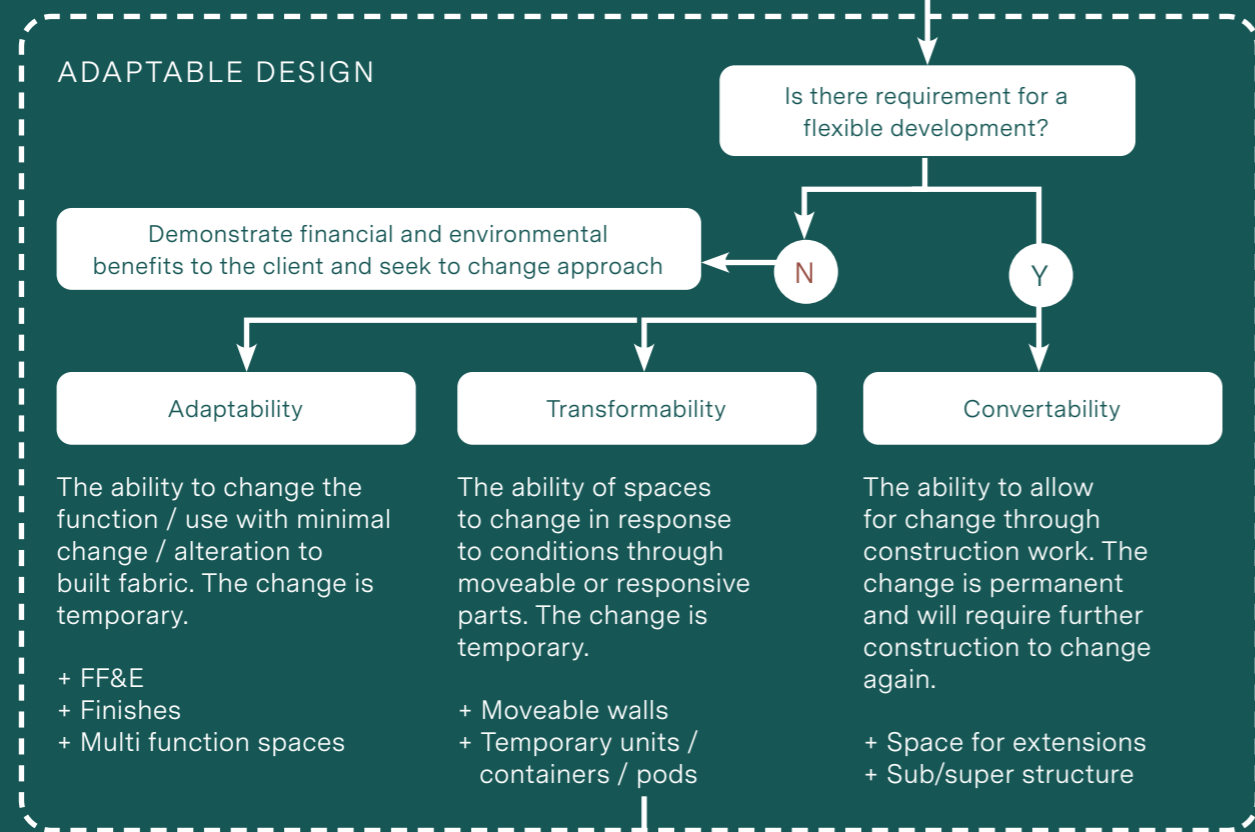 ADAPTABLE DESIGN
Is there requirement for a
flexible development?
Demonstrate financial and environmental
benefits to the client and seek to change approach
N
Y
Adaptability
The ability to change the
function / use with minimal
change / alteration to
built fabric. The change is
temporary.
+ FF&E
+ Finishes
+ Multi function spaces
Transformability
The ability of spaces
to change in response
to conditions through
moveable or responsive
parts. The change is
temporary.
+ Moveable walls
+ Temporary units /
containers / pods
Convertability
The ability to allow
for change through
construction work. The
change is permanent
and will require further
construction to change
again.
+ Space for extensions
+ Sub/super structure